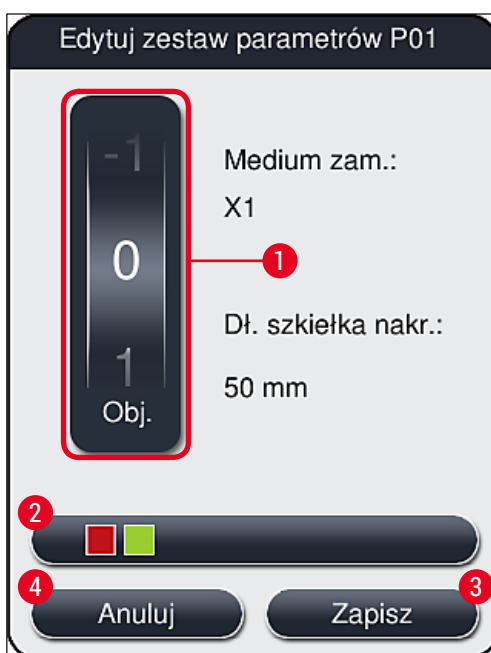 Edytuj zestaw parametrów P01
-1
0
1
Obj.
1
Medium zam.:
X1
Dł. szkiełka nakr.:
50 mm
2
4
Anuluj
3
Zapisz